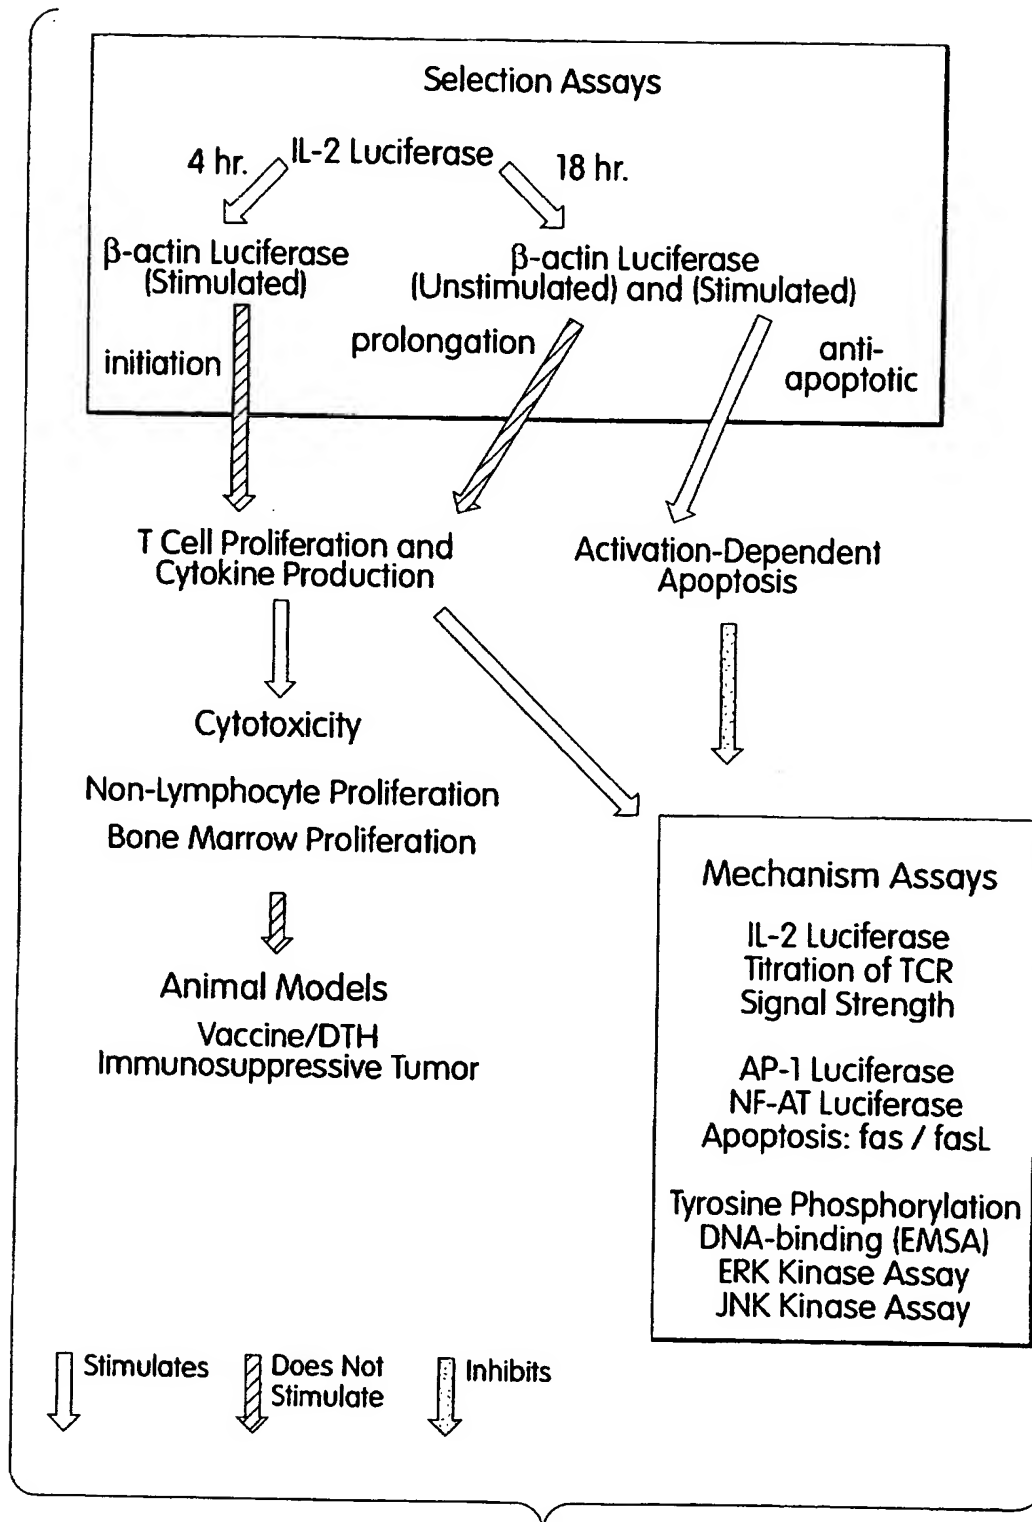 Selection Assays
4 hr.
IL-2 Luciferase
18 hr.
β-actin Luciferase
(Stimulated)
β-actin Luciferase
(Unstimulated) and (Stimulated)
initiation
prolongation
anti-
apoptotic
T Cell Proliferation and
Cytokine Production
Activation-Dependent
Apoptosis
Cytotoxicity
Non-Lymphocyte Proliferation
Bone Marrow Proliferation
Animal Models
Vaccine/DTH
Immunosuppressive Tumor
Mechanism Assays
IL-2 Luciferase
Titration of TCR
Signal Strength
AP-1 Luciferase
NF-AT Luciferase
Apoptosis: fas / fasL
Tyrosine Phosphorylation
DNA-binding (EMSA)
ERK Kinase Assay
JNK Kinase Assay
Stimulates
Does Not
Stimulate
Inhibits